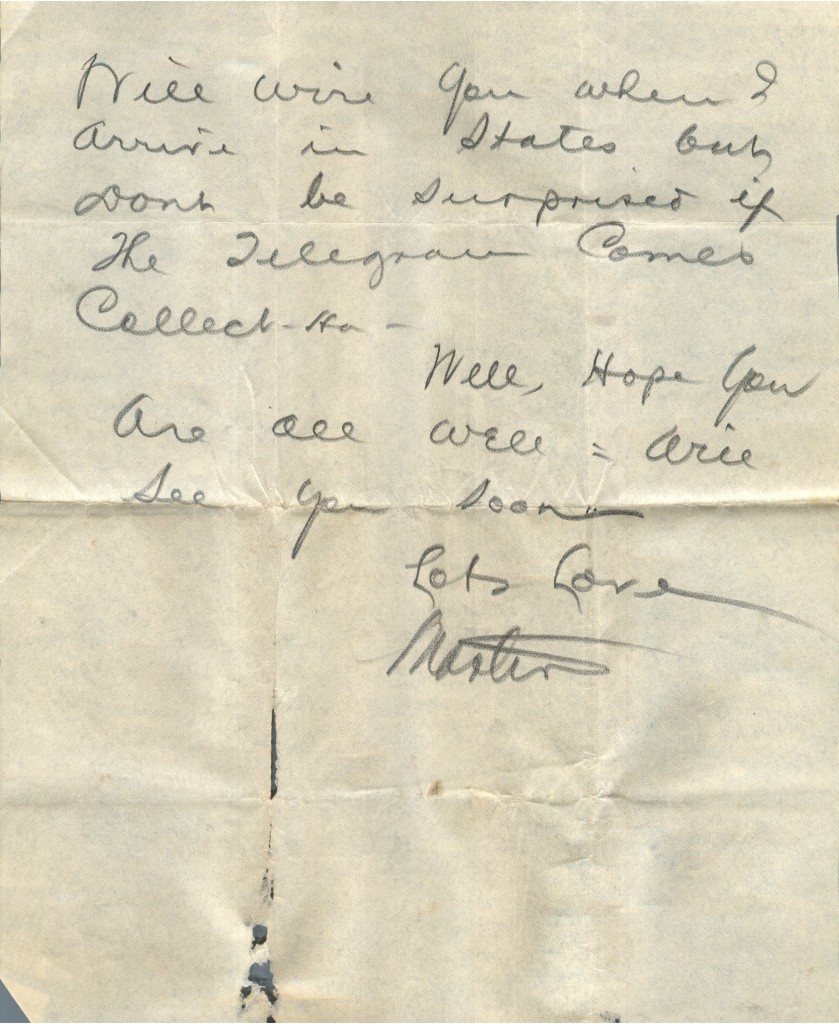 Will wire you when I
Arrive in States but
Dont be surprised if
The Telegram Comes
Collect - Ha -
Well, Hope you
Are all well = Will
See you soon
Lots Love